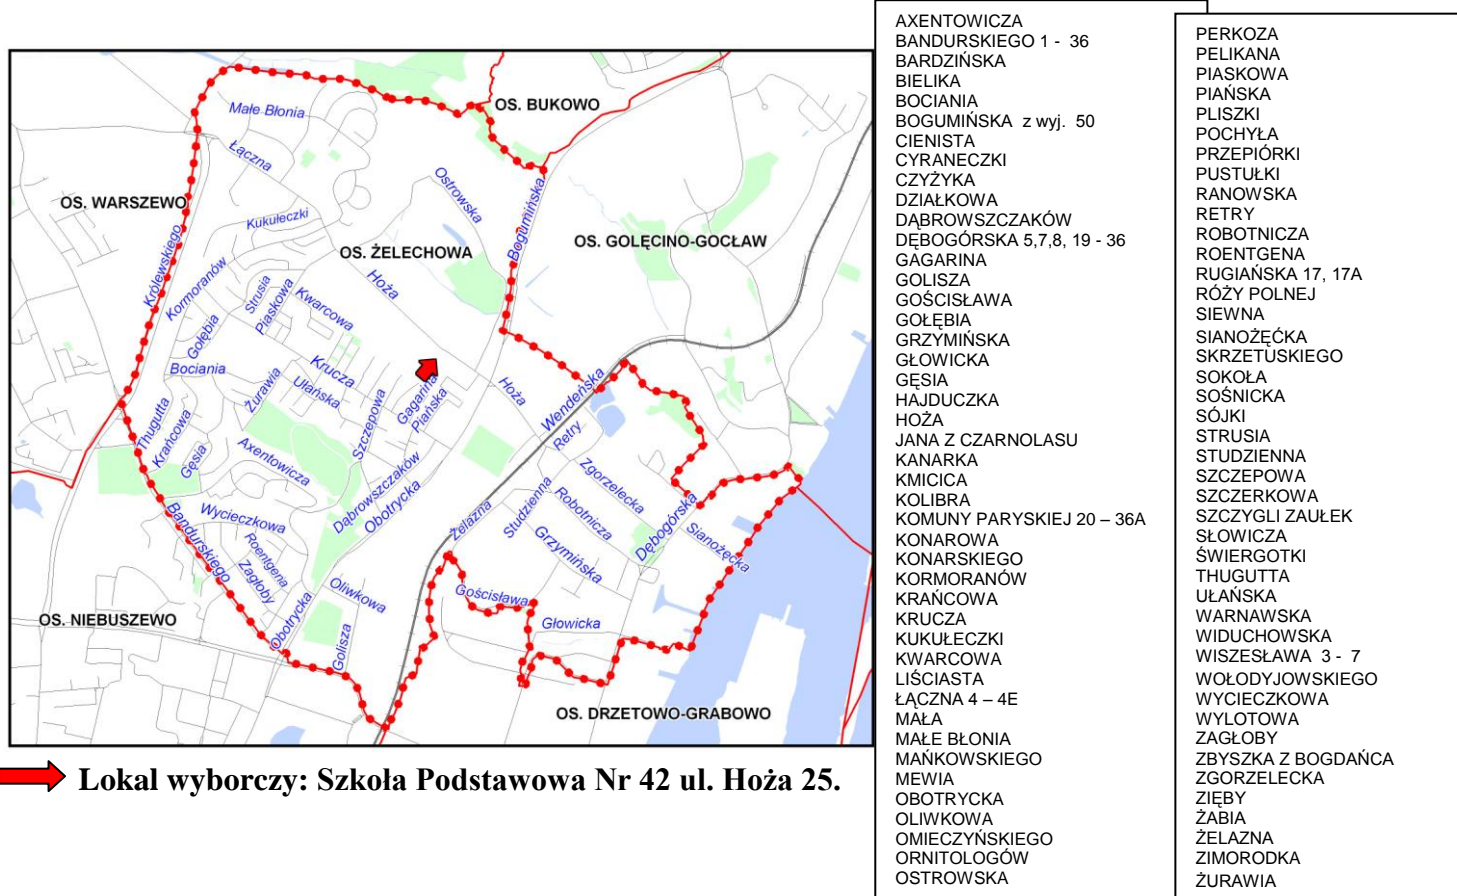 OS. BUKOWO
Małe Błonia
Łączna
Ostrowska
Bogumińska
OS. WARSZEWO
Kukułeczki
OS. ŻELECHOWA
OS. GOLĘCINO-GOCŁAW
Królewskiego
Kormoranów
Hoża
Strusia
Piaskowa
Kwarcowa
Gołębia
Bociania
Krucza
Ułańska
Żurawia
Gagarina
Piańska
Hoża
Wendeńska
Szczepowa
Thugutta
Krańcowa
Gęsia
Axentowicza
Retry
Zgorzelecka
Dąbrowszczaków
Obotrycka
Studzienna
Robotnicza
Żelazna
Dębogórska
Sianożęcka
Wycieczkowa
Bandurskiego
Roentgena
Zagłoby
Grzymińska
Oliwkowa
Gościsława
Głowicka
OS. NIEBUSZEWO
Obotrycka
Golisza
OS. DRZETOWO-GRABOWO
Lokal wyborczy: Szkoła Podstawowa Nr 42 ul. Hoża 25.
AXENTOWICZA
BANDURSKIEGO 1 - 36
BARDZIŃSKA
BIELIKA
BOCIANIA
BOGUMIŃSKA z wyj. 50
CIENISTA
CYRANECZKI
CZYŻYKA
DZIAŁKOWA
DĄBROWSZCZAKÓW
DĘBOGÓRSKA 5,7,8, 19 - 36
GAGARINA
GOLISZA
GOŚCISŁAWA
GOŁĘBIA
GRZYMIŃSKA
GŁOWICKA
GĘSIA
HAJDUCZKA
HOŻA
JANA Z CZARNOLASU
KANARKA
KMICICA
KOLIBRA
KOMUNY PARYSKIEJ 20 – 36A
KONAROWA
KONARSKIEGO
KORMORANÓW
KRAŃCOWA
KRUCZA
KUKUŁECZKI
KWARCOWA
LIŚCIASTA
ŁĄCZNA 4 – 4E
MAŁA
MAŁE BŁONIA
MAŃKOWSKIEGO
MEWIA
OBOTRYCKA
OLIWKOWA
OMIECZYŃSKIEGO
ORNITOLOGÓW
OSTROWSKA
PERKOZA
PELIKANA
PIASKOWA
PIAŃSKA
PLISZKI
POCHYŁA
PRZEPIÓRKI
PUSTUŁKI
RANOWSKA
RETRY
ROBOTNICZA
ROENTGENA
RUGIAŃSKA 17, 17A
RÓŻY POLNEJ
SIEWNA
SIANOŻĘĆKA
SKRZETUSKIEGO
SOKOŁA
SOŚNICKA
SÓJKI
STRUSIA
STUDZIENNA
SZCZEPOWA
SZCZERKOWA
SZCZYGLI ZAUŁEK
SŁOWICZA
ŚWIERGOTKI
THUGUTTA
UŁAŃSKA
WARNAWSKA
WIDUCHOWSKA
WISZESŁAWA 3 - 7
WOŁODYJOWSKIEGO
WYCIECZKOWA
WYLOTOWA
ZAGŁOBY
ZBYSZKA Z BOGDAŃCA
ZGORZELECKA
ZIĘBY
ŻABIA
ŻELAZNA
ZIMORODKA
ŻURAWIA